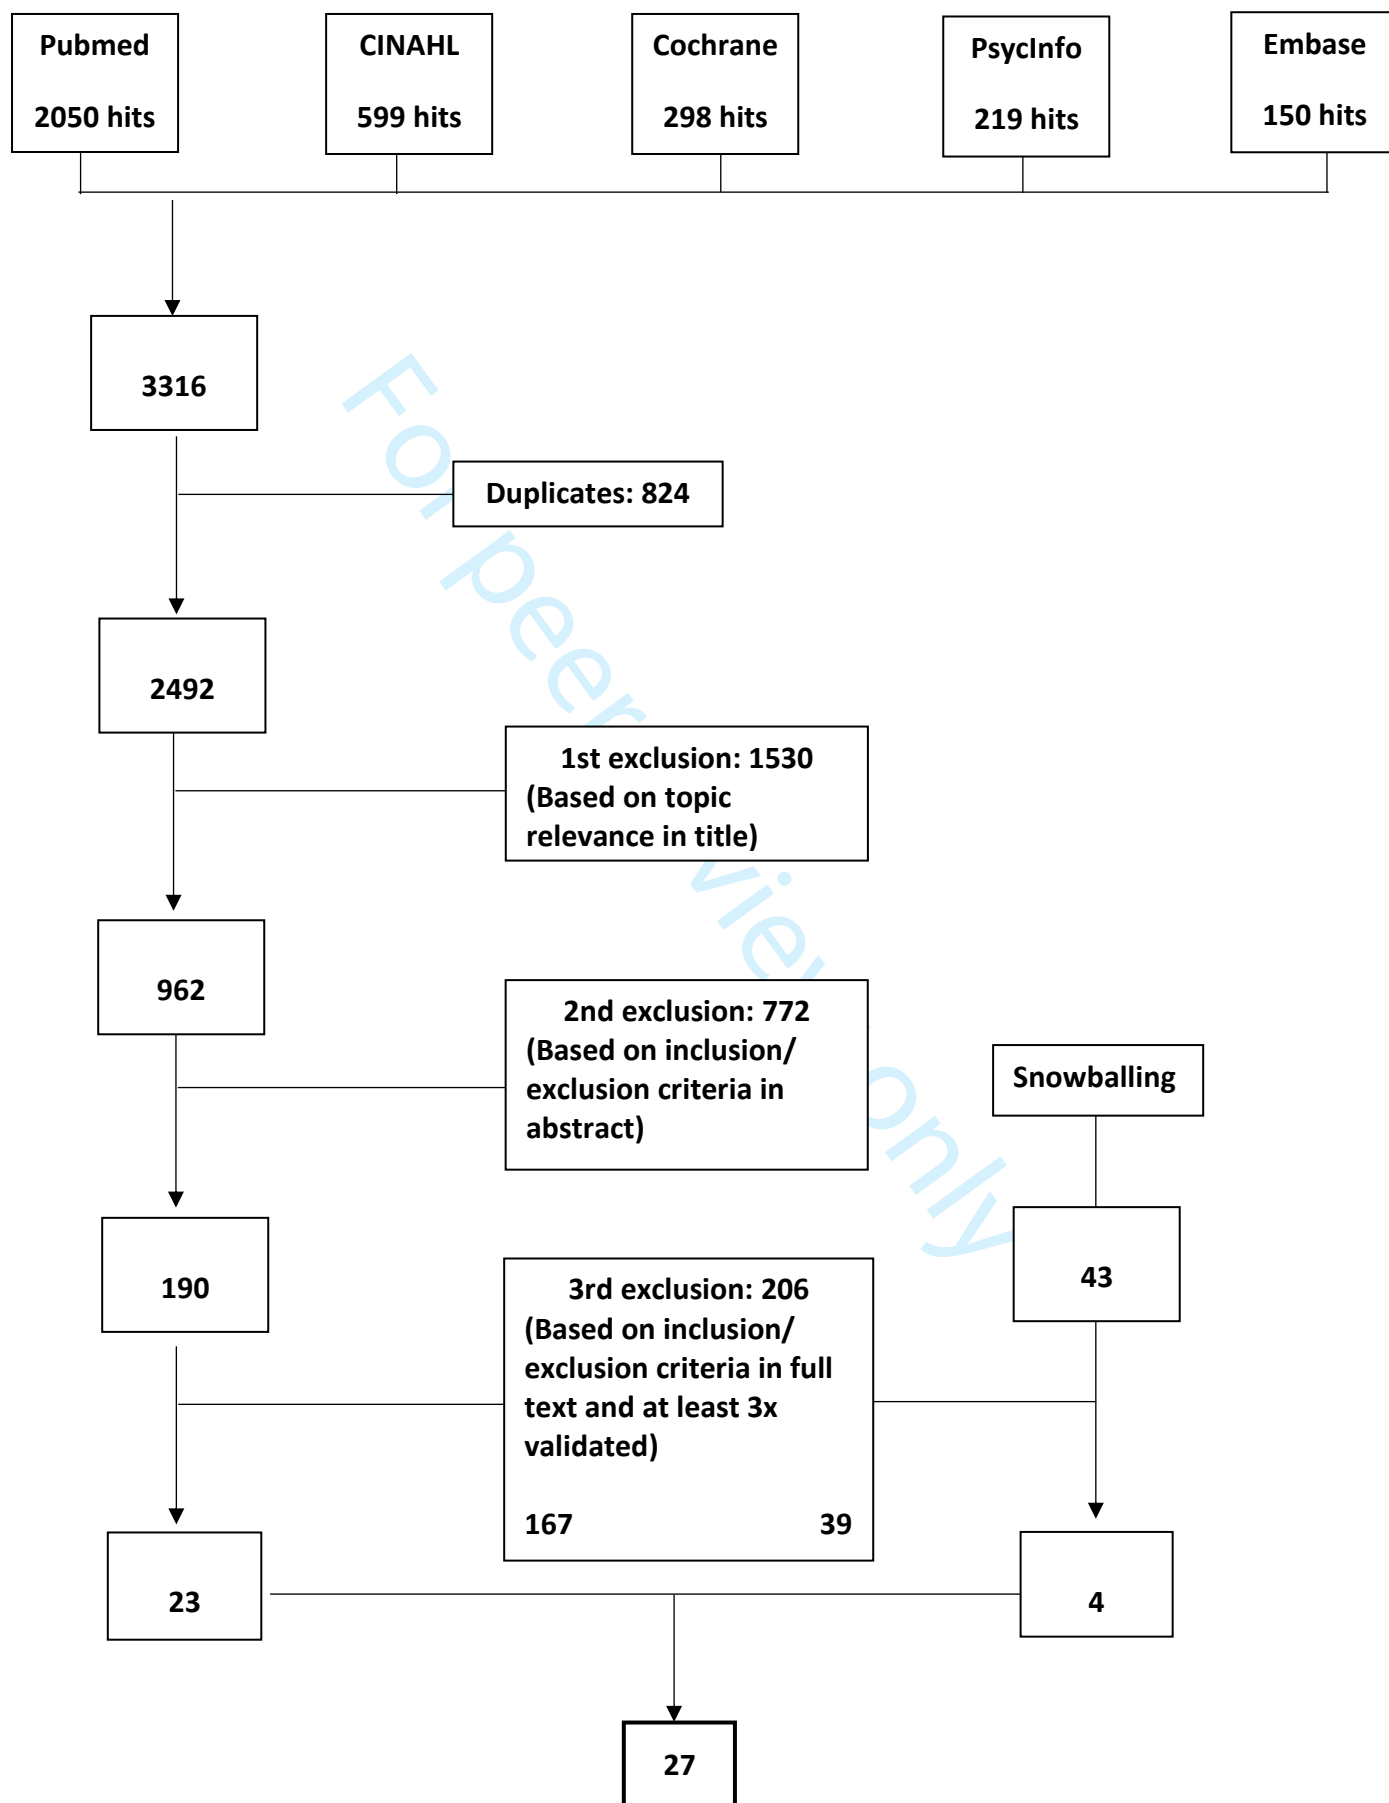 Pubmed
2050 hits
CINAHL
599 hits
Cochrane
298 hits
PsycInfo
219 hits
Embase
150 hits
3316
Duplicates: 824
2492
1st exclusion: 1530
(Based on topic
relevance in title)
962
2nd exclusion: 772
(Based on inclusion/
exclusion criteria in
abstract)
Snowballing
190
43
3rd exclusion: 206
(Based on inclusion/
exclusion criteria in full
text and at least 3x
validated)
167 39
23
4
27
For peer view only